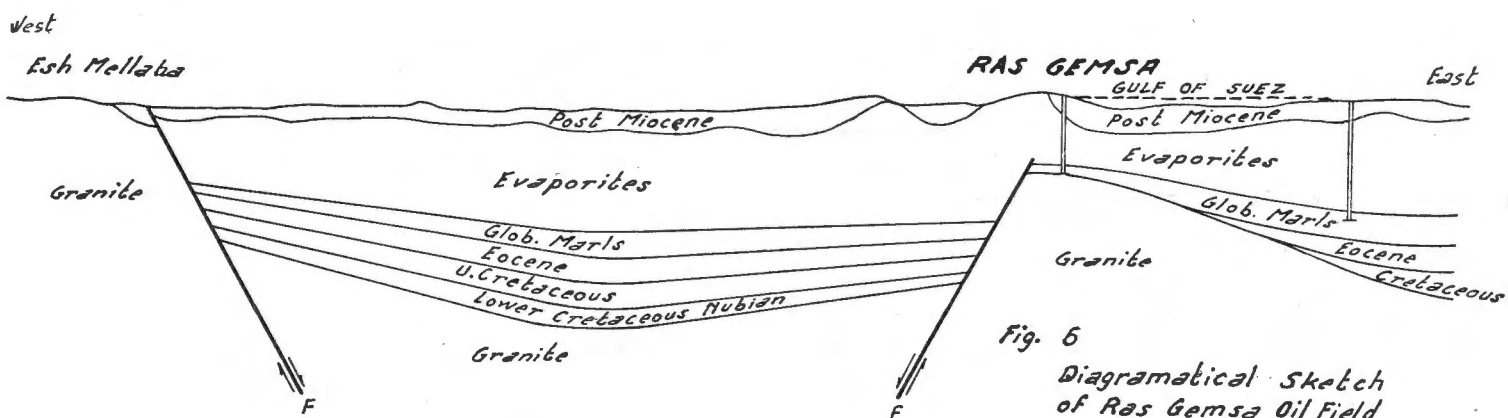 West
Esh Mellaha
RAS GEMSA
East
GULF OF SUEZ
Post Miocene
Post Miocene
Evaporites
Evaporites
Granite
Glob. Marls
Glob. Marls
Eocene
Eocene
U.Cretaceous
Cretaceous
Lower Cretaceous Nubian
Granite
Granite
F
F
Fig. 6
Diagramatical Sketch
of Ras Gemsa Oil Field